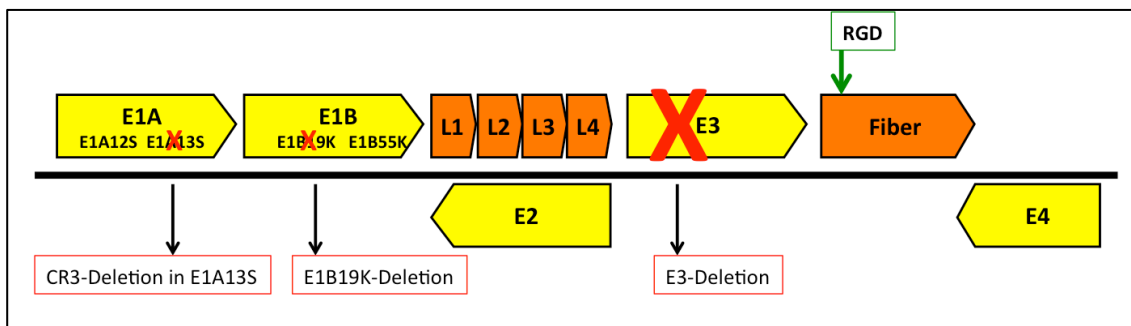 RGD
E1A
E1A12S E1A13S
E1B
E1B19K E1B55K
L1
L2
L3
L4
E3
Fiber
E2
E4
CR3-Deletion in E1A13S
E1B19K-Deletion
E3-Deletion